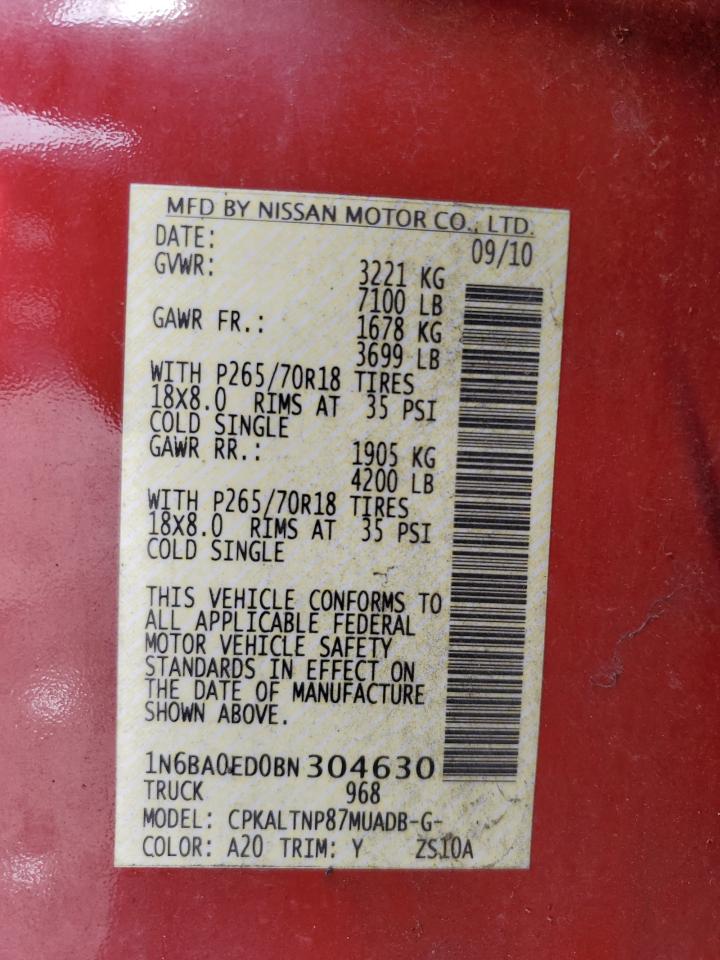 MFD BY NISSAN MOTOR CO., LTD.
DATE: 09/10
GVWR: 3221 KG
7100 LB
GAWR FR.: 1678 KG
3699 LB
WITH P265/70R18 TIRES
18X8.0 RIMS AT 35 PSI
COLD SINGLE
GAWR RR.: 1905 KG
4200 LB
WITH P265/70R18 TIRES
18X8.0 RIMS AT 35 PSI
COLD SINGLE
THIS VEHICLE CONFORMS TO
ALL APPLICABLE FEDERAL
MOTOR VEHICLE SAFETY
STANDARDS IN EFFECT ON
THE DATE OF MANUFACTURE
SHOWN ABOVE.
1N6BA0ED0BN304630
TRUCK 968
MODEL: CPKALTNP87MUADB-G-
COLOR: A20 TRIM: Y ZS10A